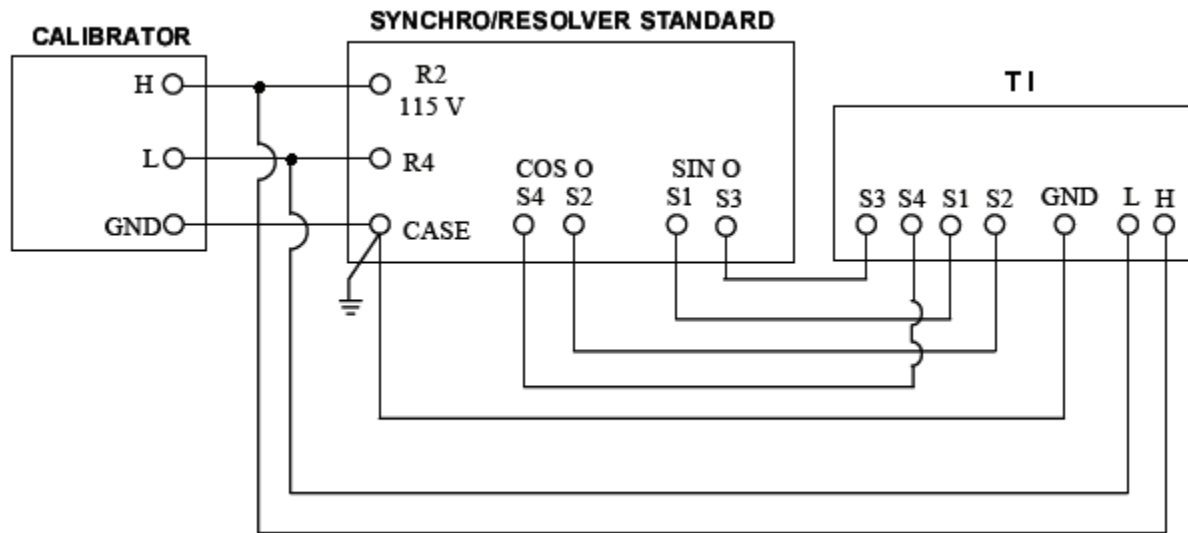 CALIBRATOR
H
L
GND
SYNCHRO/RESOLVER STANDARD
R2
115 V
R4
CASE
COS O
S4 S2
SIN O
S1 S3
T I
S3 S4 S1 S2 GND L H